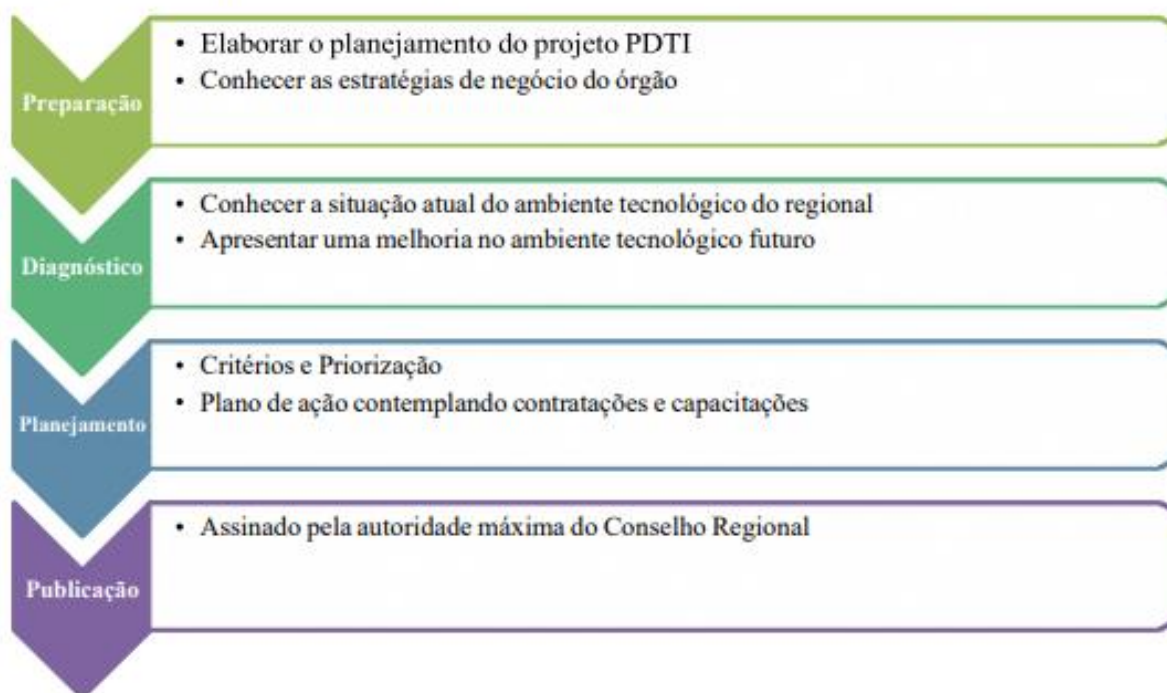 Preparação
• Elaborar o planejamento do projeto PDTI
• Conhecer as estratégias de negócio do órgão
Diagnóstico
• Conhecer a situação atual do ambiente tecnológico do regional
• Apresentar uma melhoria no ambiente tecnológico futuro
Planejamento
• Critérios e Priorização
• Plano de ação contemplando contratações e capacitações
Publicação
• Assinado pela autoridade máxima do Conselho Regional